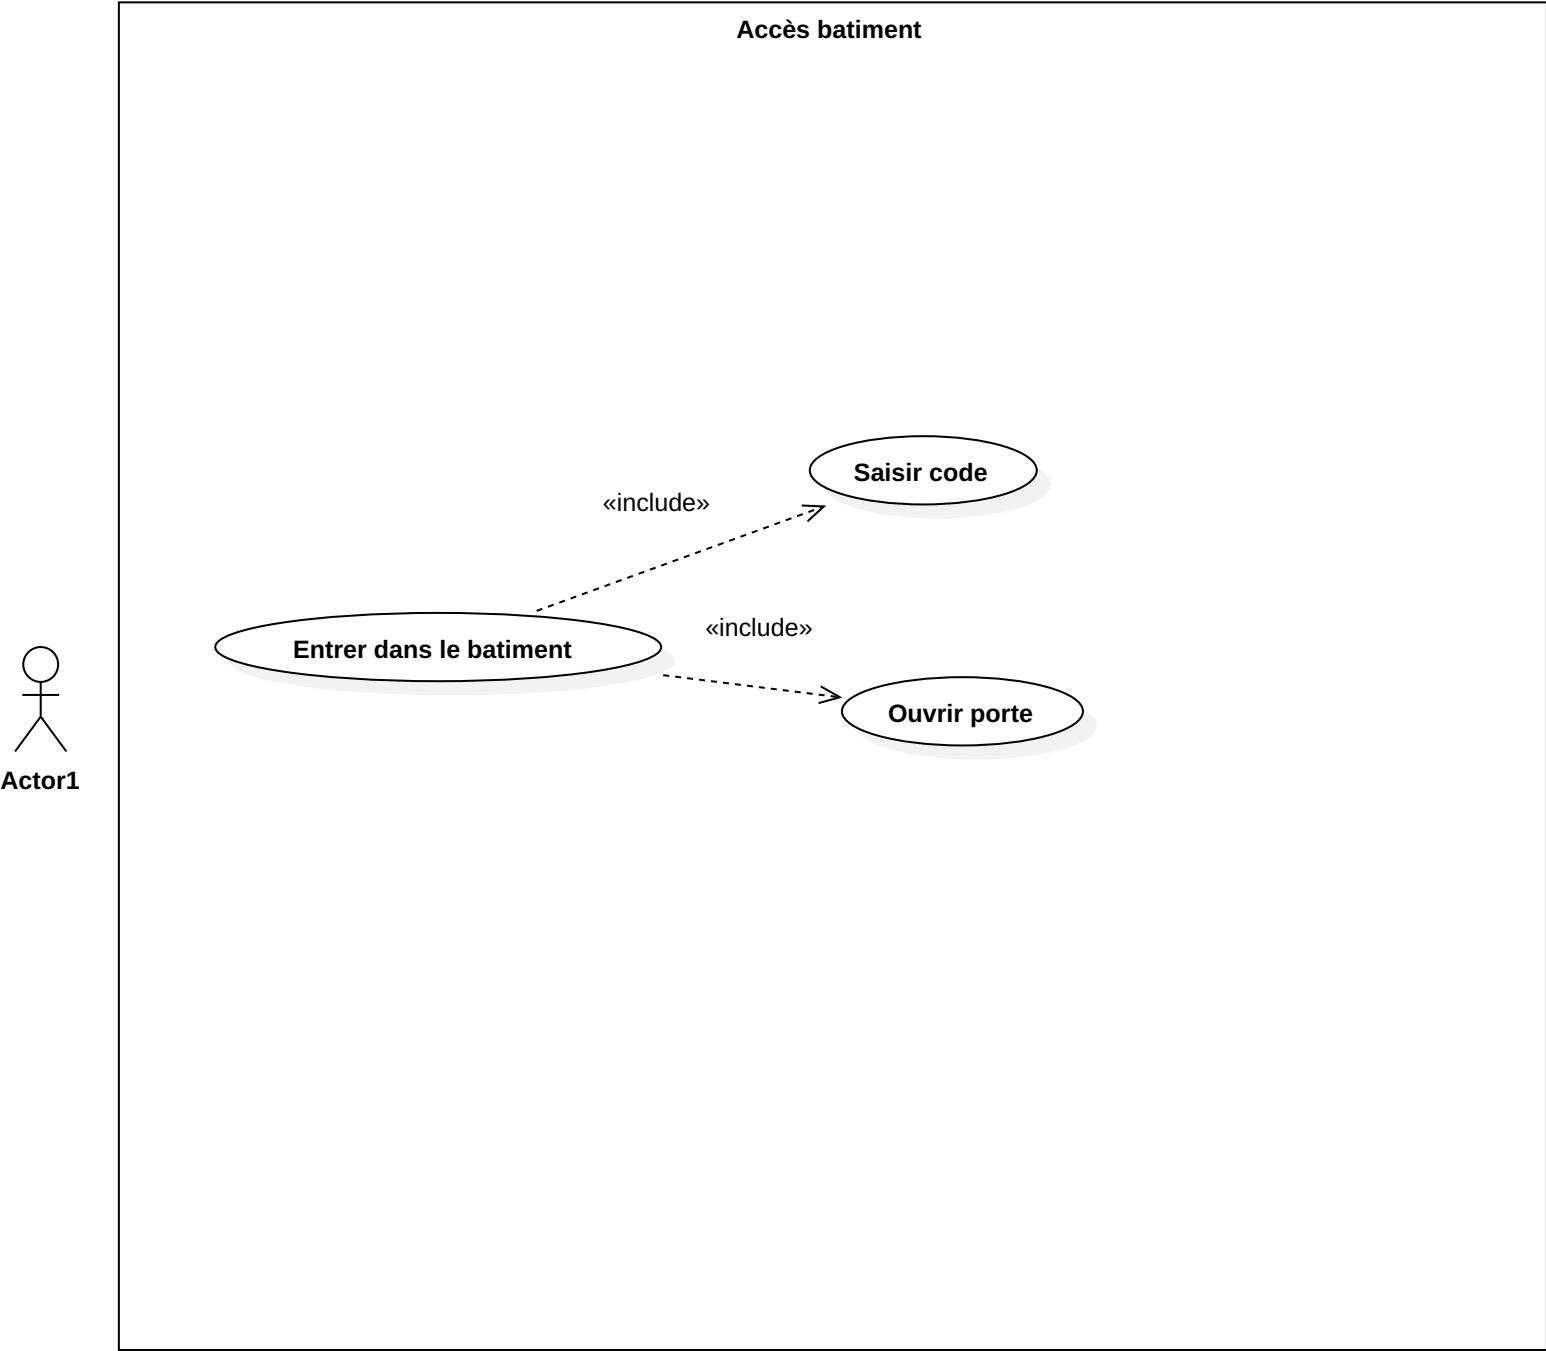 Accès batiment
Saisir code
«include»
«include»
Entrer dans le batiment
Ouvrir porte
Actor1